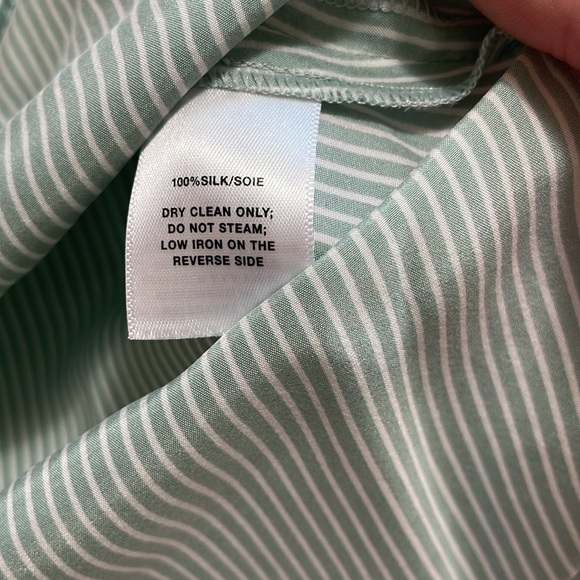 100%SILK/SOIE
DRY CLEAN ONLY;
DO NOT STEAM;
LOW IRON ON THE
REVERSE SIDE